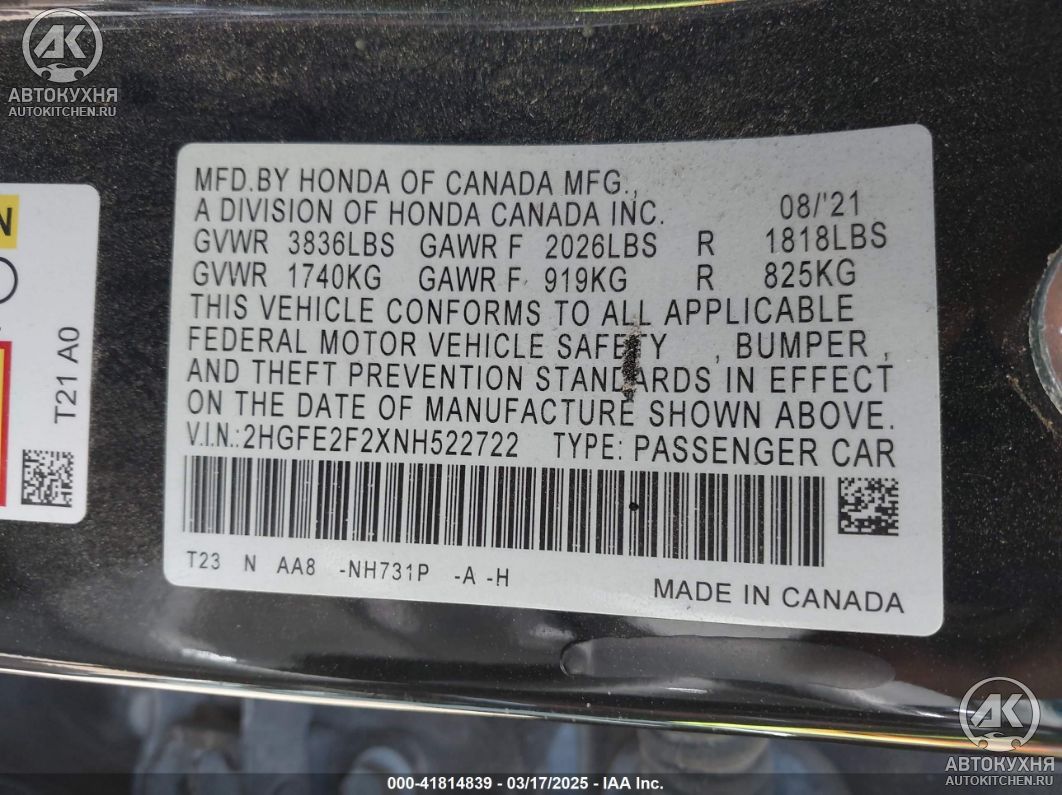 АК
АВТОКУХНЯ
AUTOKITCHEN.RU
N
T21 A0
MFD.BY HONDA OF CANADA MFG.,
A DIVISION OF HONDA CANADA INC. 08/'21
GVWR 3836LBS GAWR F 2026LBS R 1818LBS
GVWR 1740KG GAWR F 919KG R 825KG
THIS VEHICLE CONFORMS TO ALL APPLICABLE
FEDERAL MOTOR VEHICLE SAFETY , BUMPER ,
AND THEFT PREVENTION STANDARDS IN EFFECT
ON THE DATE OF MANUFACTURE SHOWN ABOVE.
V.I.N.:2HGFE2F2XNH522722 TYPE: PASSENGER CAR
T23 N AA8 -NH731P -A -H
MADE IN CANADA
АК
АВТОКУХНЯ
AUTOKITCHEN.RU
000-41814839 - 03/17/2025 - IAA Inc.